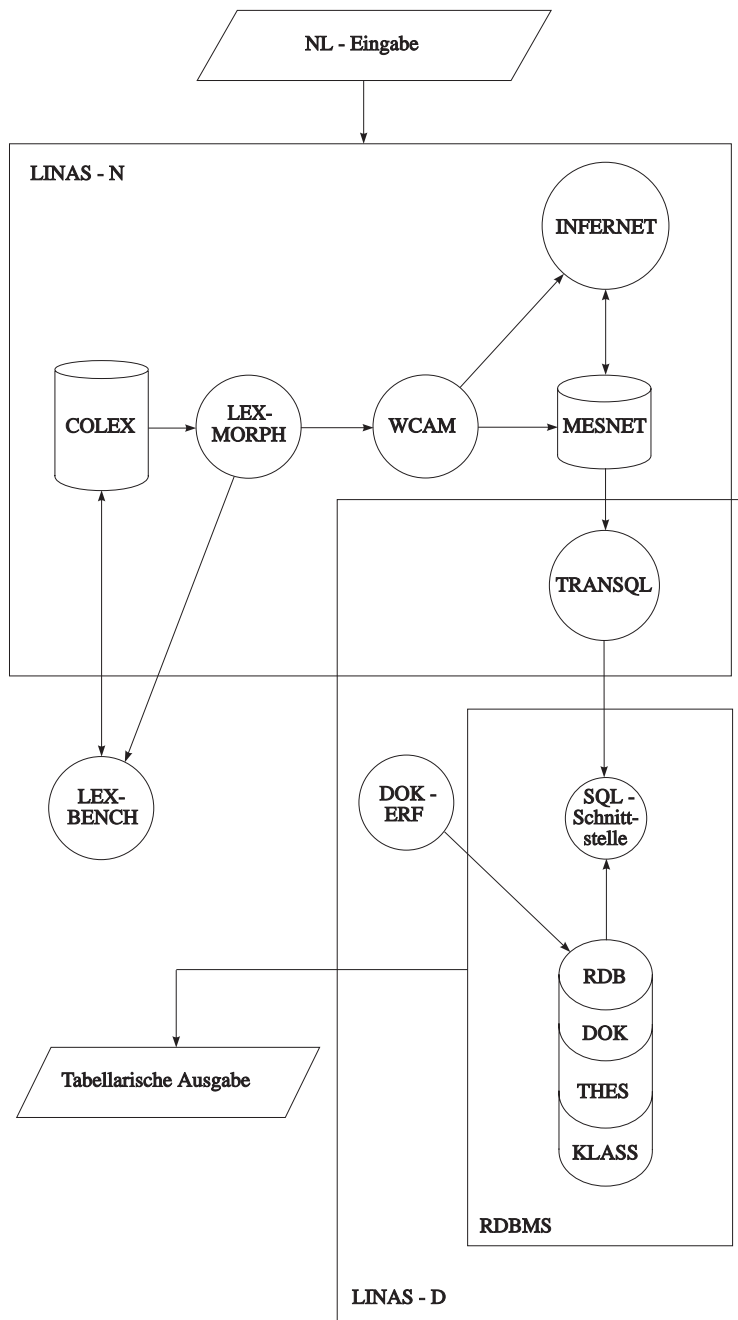 NL - Eingabe
LINAS - N
INFERNET
COLEX
LEX-
MORPH
WCAM
MESNET
TRANSQL
LEX-
BENCH
DOK -
ERF
SQL -
Schnitt-
stelle
RDB
DOK
THES
KLASS
Tabellarische Ausgabe
RDBMS
LINAS - D